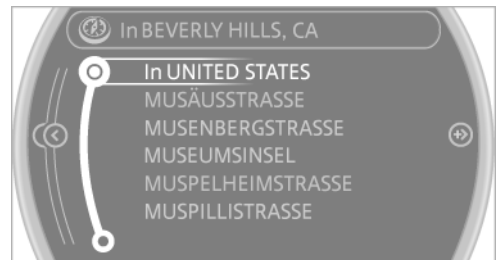 In BEVERLY HILLS, CA
In UNITED STATES
MUSÄUSSTRASSE
MUSENBERGSTRASSE
MUSEUMSINSEL
MUSPELHEIMSTRASSE
MUSPILLISTRASSE